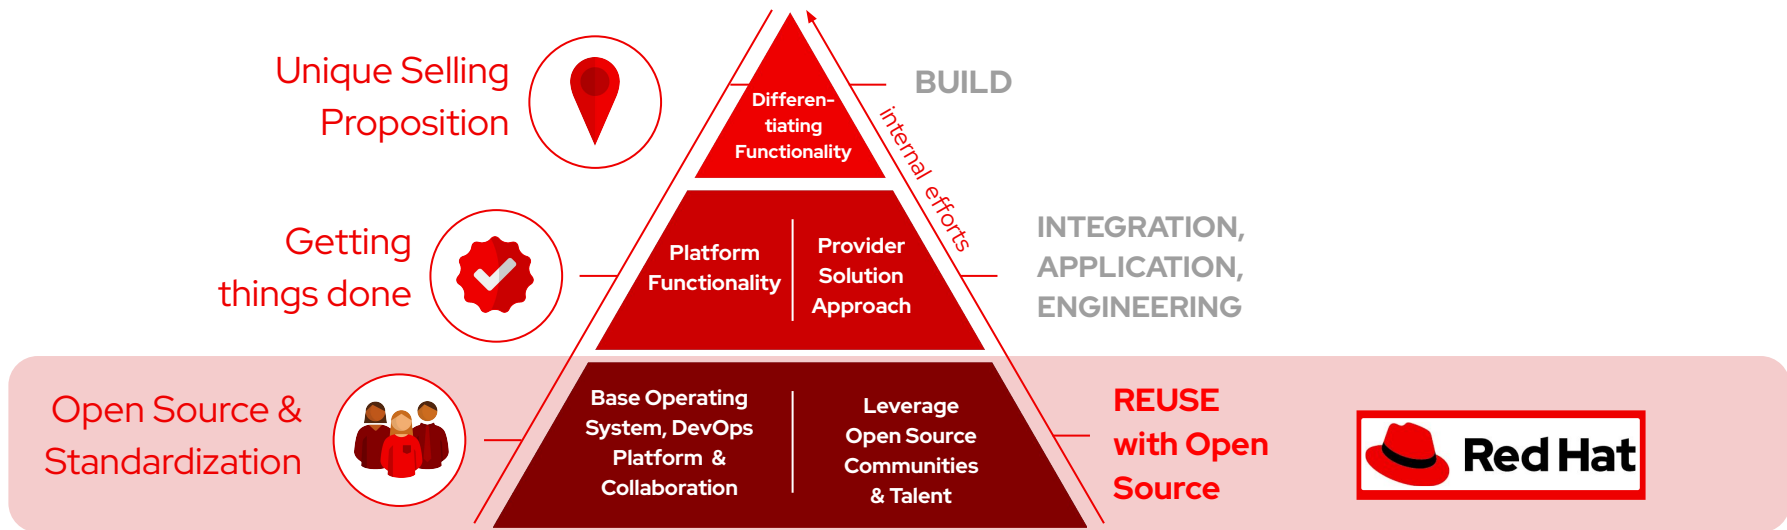 Unique Selling
Proposition
Differen-
tiating
Functionality
BUILD
internal efforts
Getting
things done
Platform
Functionality
Provider
Solution
Approach
INTEGRATION,
APPLICATION,
ENGINEERING
Open Source &
Standardization
Base Operating
System, DevOps
Platform &
Collaboration
Leverage
Open Source
Communities
& Talent
REUSE
with Open
Source
Red Hat